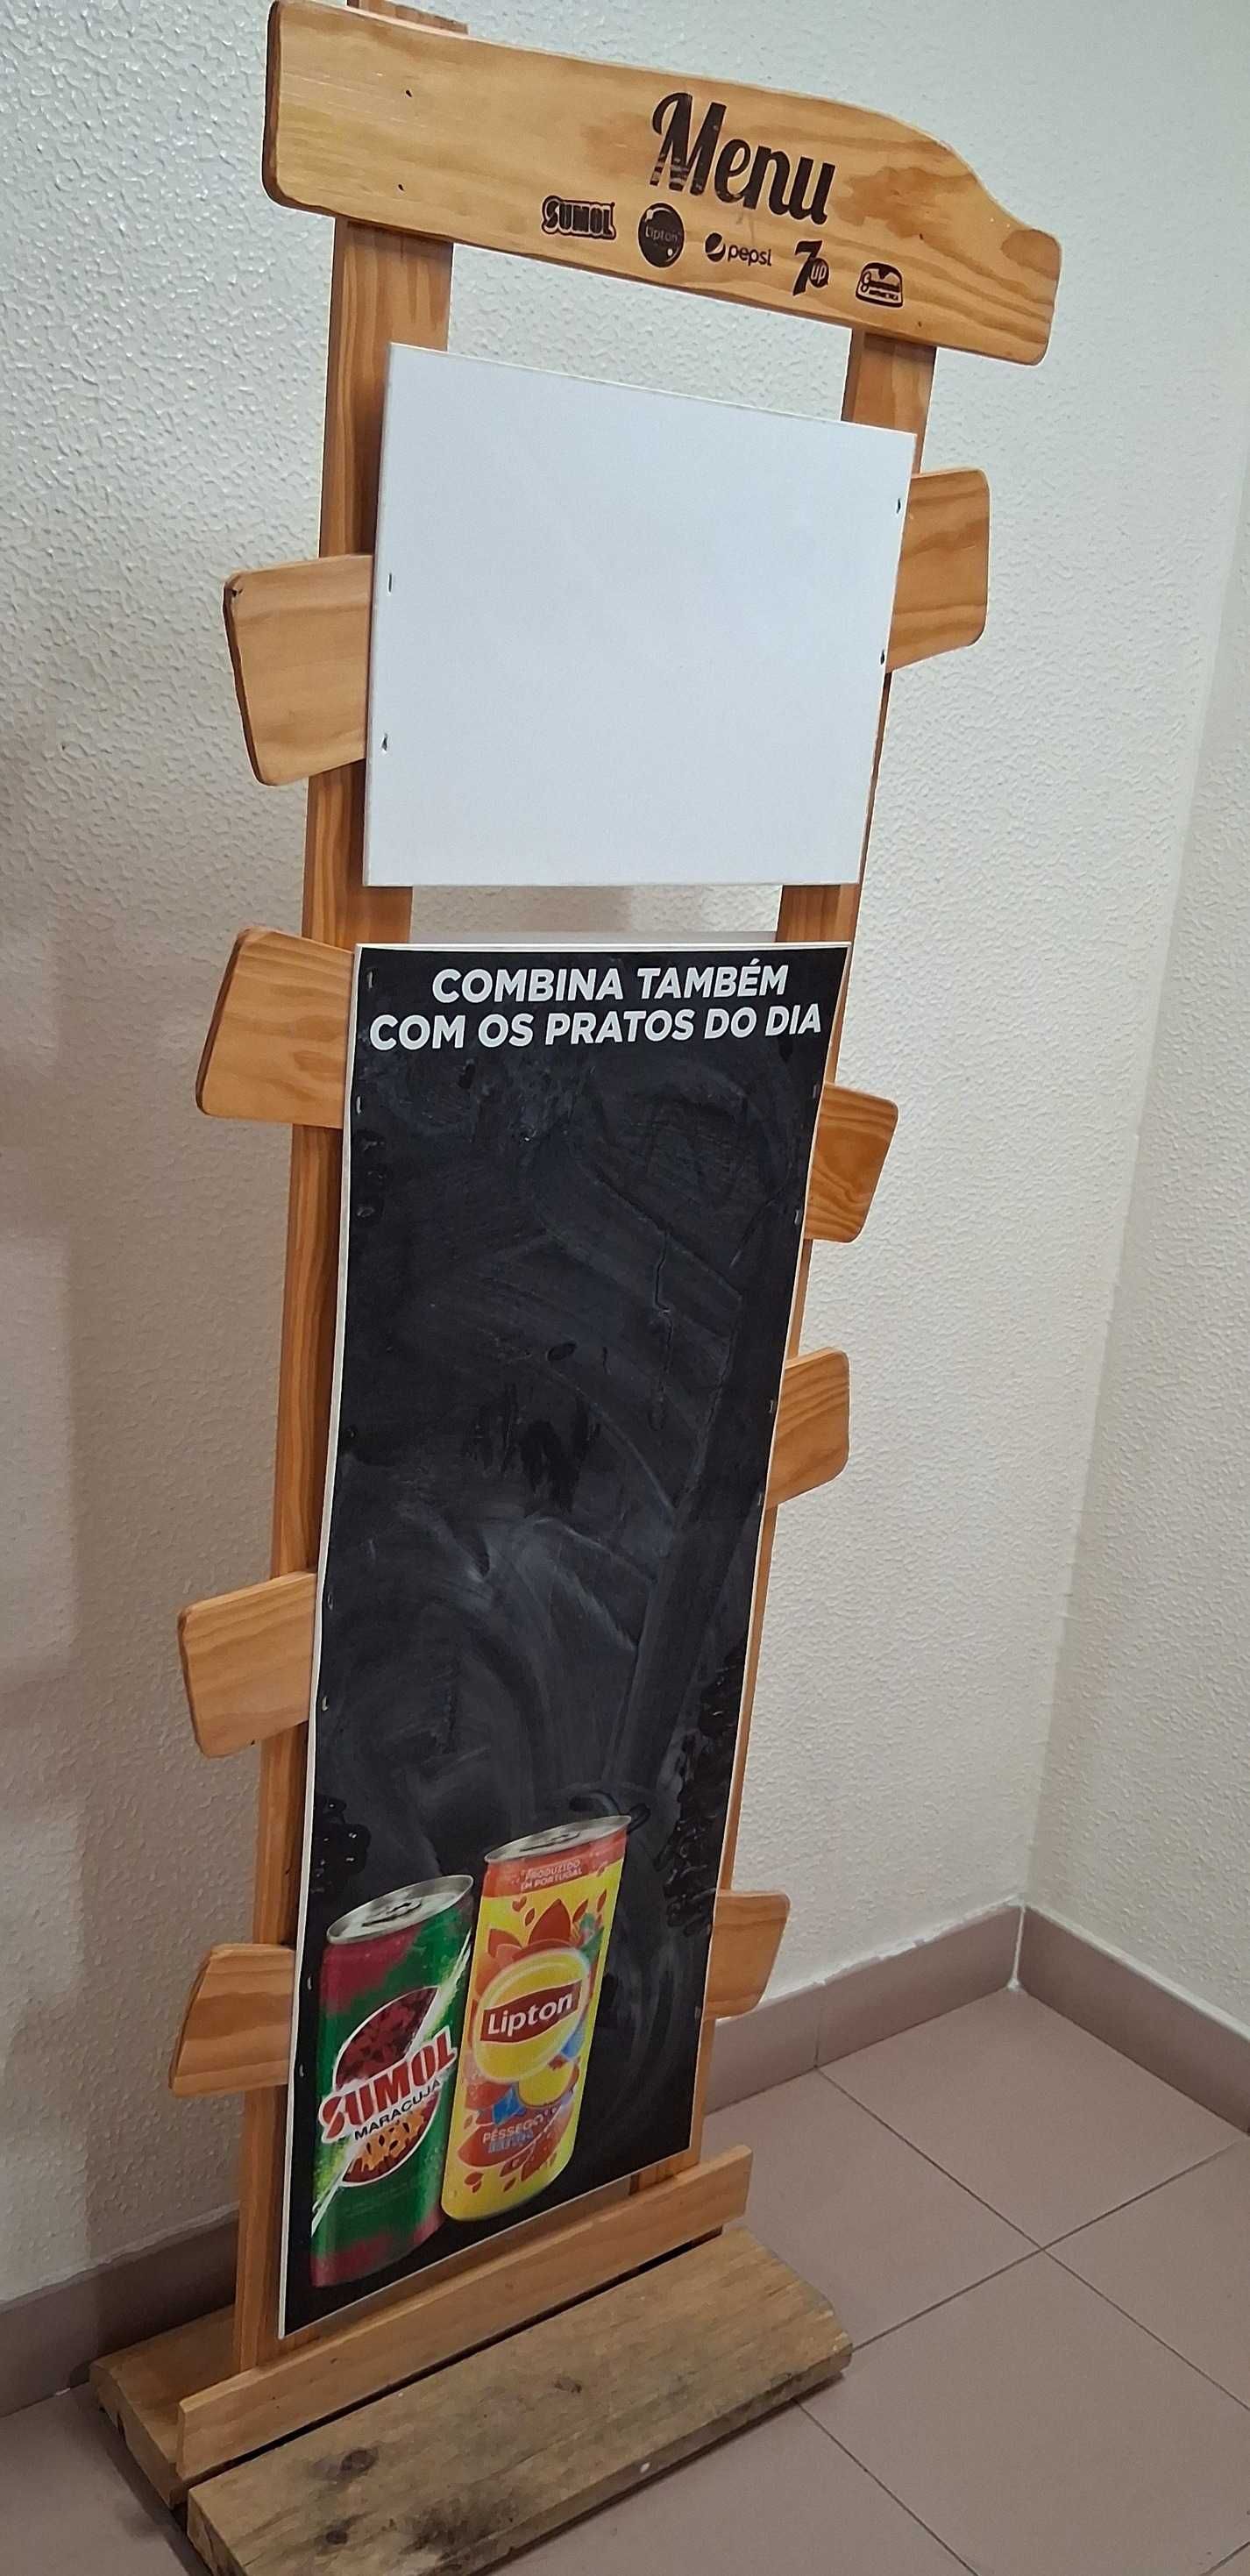 Menu
SUMOL
Lipton
pepsi
7UP
COMBINA TAMBÉM
COM OS PRATOS DO DIA
PRODUZIDO
EM PORTUGAL
Lipton
PÊSSEGO
SUMOL
MARACUJÁ